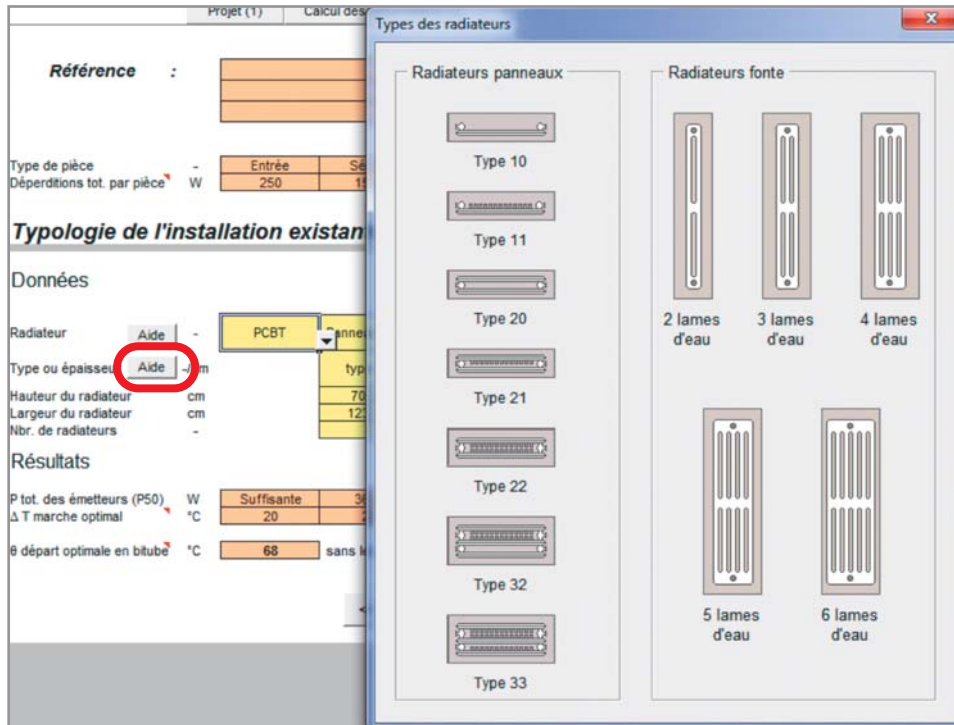 Projet (1)
Calcul des
Référence :
Type de pièce - Entrée
Déperditions tot. par pièce W 250
Typologie de l'installation
Données
Radiateur Aide - PCBT
Type ou Aide
Hauteur du radiateur cm 70
Largeur du radiateur cm
Nbr. de radiateurs -
Résultats
P tot. des émetteurs (P50) W Suffisante
Δ T marche optimal °C 20
θ départ optimale en bitube °C 68 sans
<
Types des radiateurs
X
Radiateurs panneaux
Type 10
Type 11
Type 20
Type 21
Type 22
Type 32
Type 33
Radiateurs fonte
2 lames
d'eau
3 lames
d'eau
4 lames
d'eau
5 lames
d'eau
6 lames
d'eau